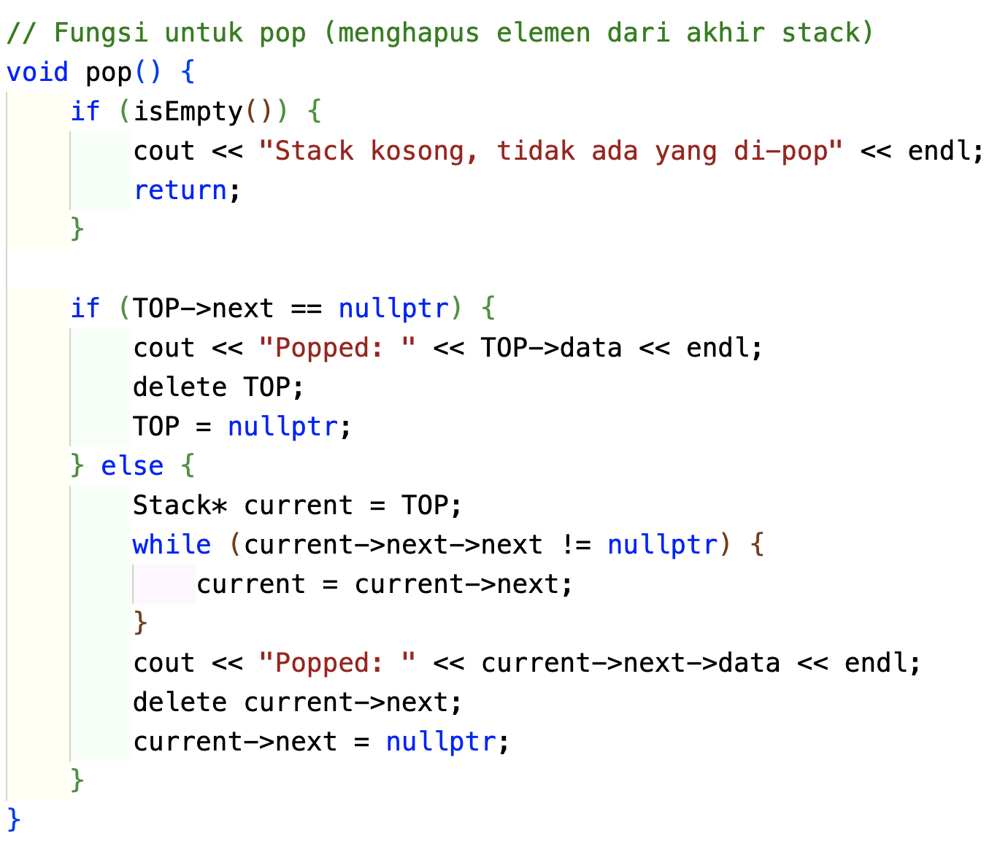 // Fungsi untuk pop (menghapus elemen dari akhir stack)
void pop() {
    if (isEmpty()) {
        cout << "Stack kosong, tidak ada yang di-pop" << endl;
        return;
    }

    if (TOP->next == nullptr) {
        cout << "Popped: " << TOP->data << endl;
        delete TOP;
        TOP = nullptr;
    } else {
        Stack* current = TOP;
        while (current->next->next != nullptr) {
            current = current->next;
        }
        cout << "Popped: " << current->next->data << endl;
        delete current->next;
        current->next = nullptr;
    }
}